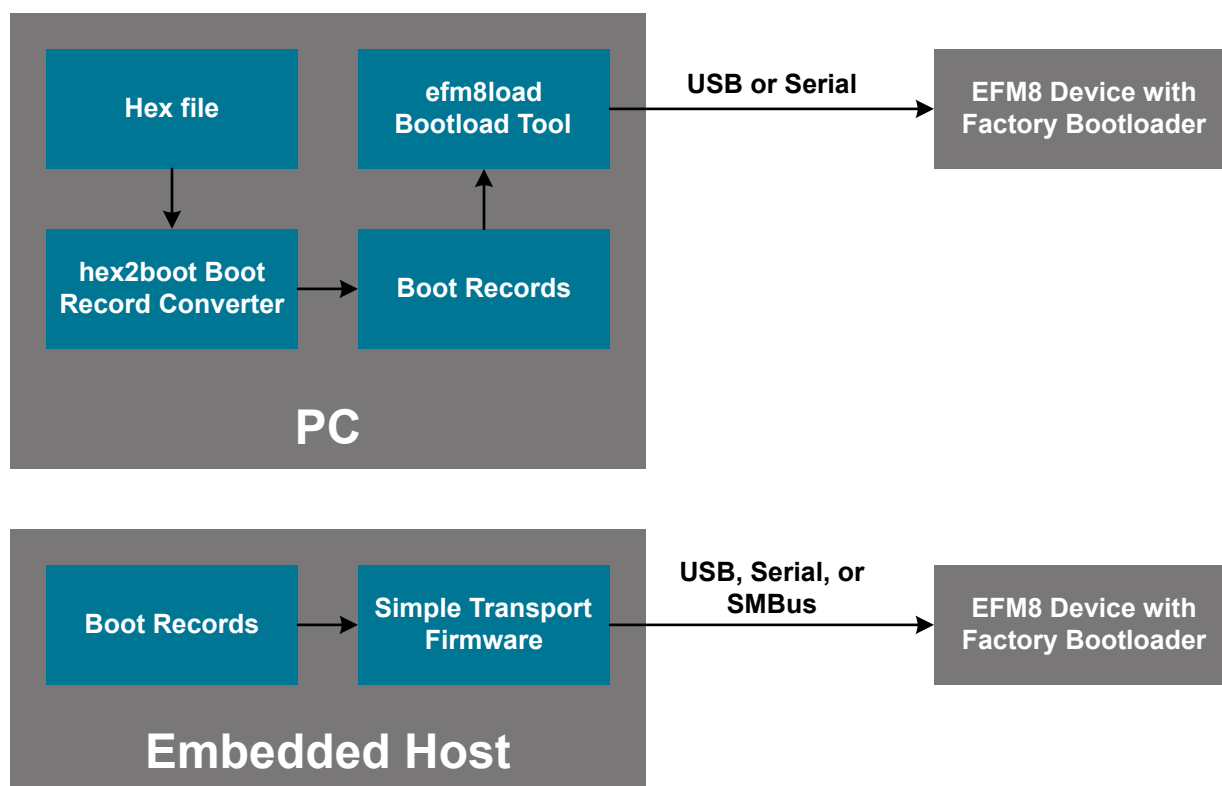 Hex file
efm8load
Bootload Tool
USB or Serial
EFM8 Device with
Factory Bootloader
hex2boot Boot
Record Converter
Boot Records
PC
Boot Records
Simple Transport
Firmware
USB, Serial, or
SMBus
EFM8 Device with
Factory Bootloader
Embedded Host